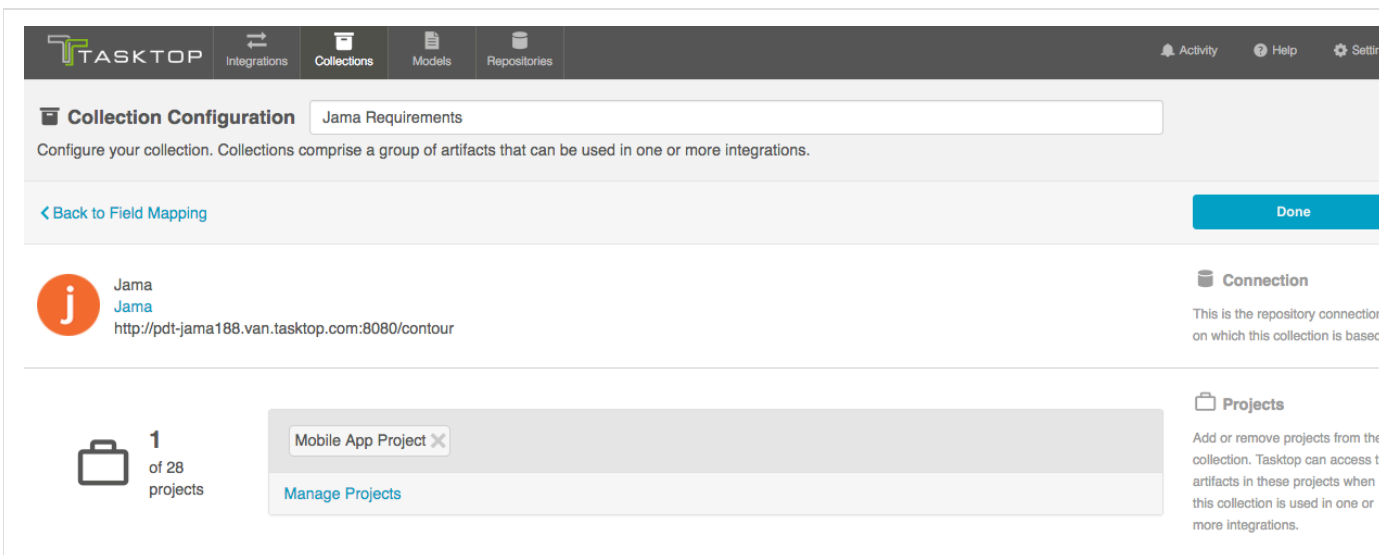 TASKTOP
Integrations
Collections
Models
Repositories
Activity
Help
Collection Configuration
Jama Requirements
Configure your collection. Collections comprise a group of artifacts that can be used in one or more integrations.
Back to Field Mapping
Done
Jama
Jama
http://pdt-jama188.van.tasktop.com:8080/contour
Connection
This is the repository connection
on which this collection is based
1
of 28
projects
Mobile App Project
Manage Projects
Projects
Add or remove projects from the
collection. Tasktop can access
artifacts in these projects when
this collection is used in one or
more integrations.